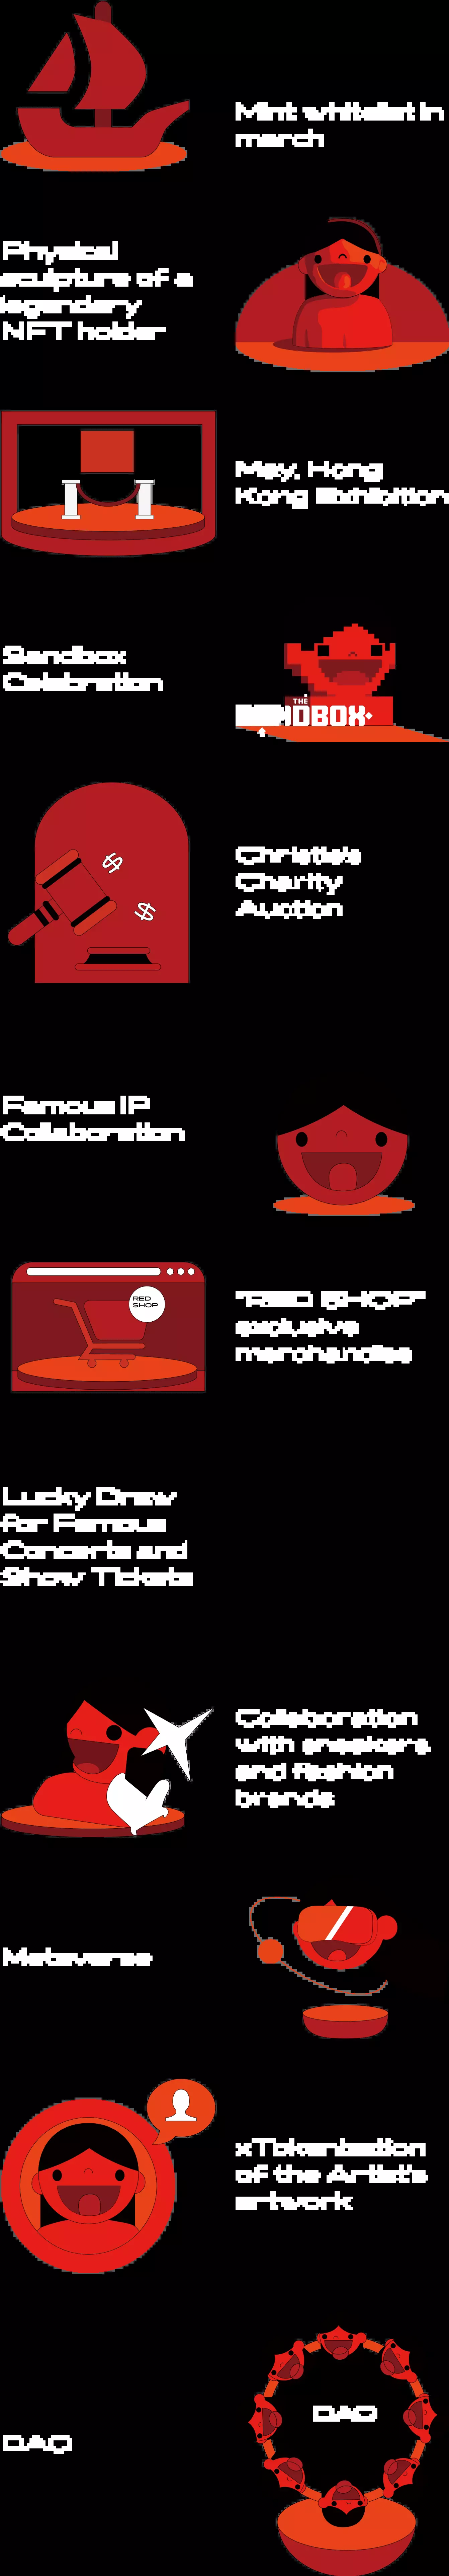 Mint whitelist in
march
Physical
sculpture of a
legendary
NFT holder
May, Hong
Kong Exhibition
Sandbox
Celebration
THE
SANDBOX
$
$
Christie's
Charity
Auction
Famous IP
Collaboration
RED
SHOP
"RED SHOP"
exclusive
merchandise
Lucky Draw
for Famous
Concerts and
Show Tickets
Collaboration
with sneakers
and fashion
brands
Metaverse
xTokenization
of the Artist's
artwork
DAO
DAO